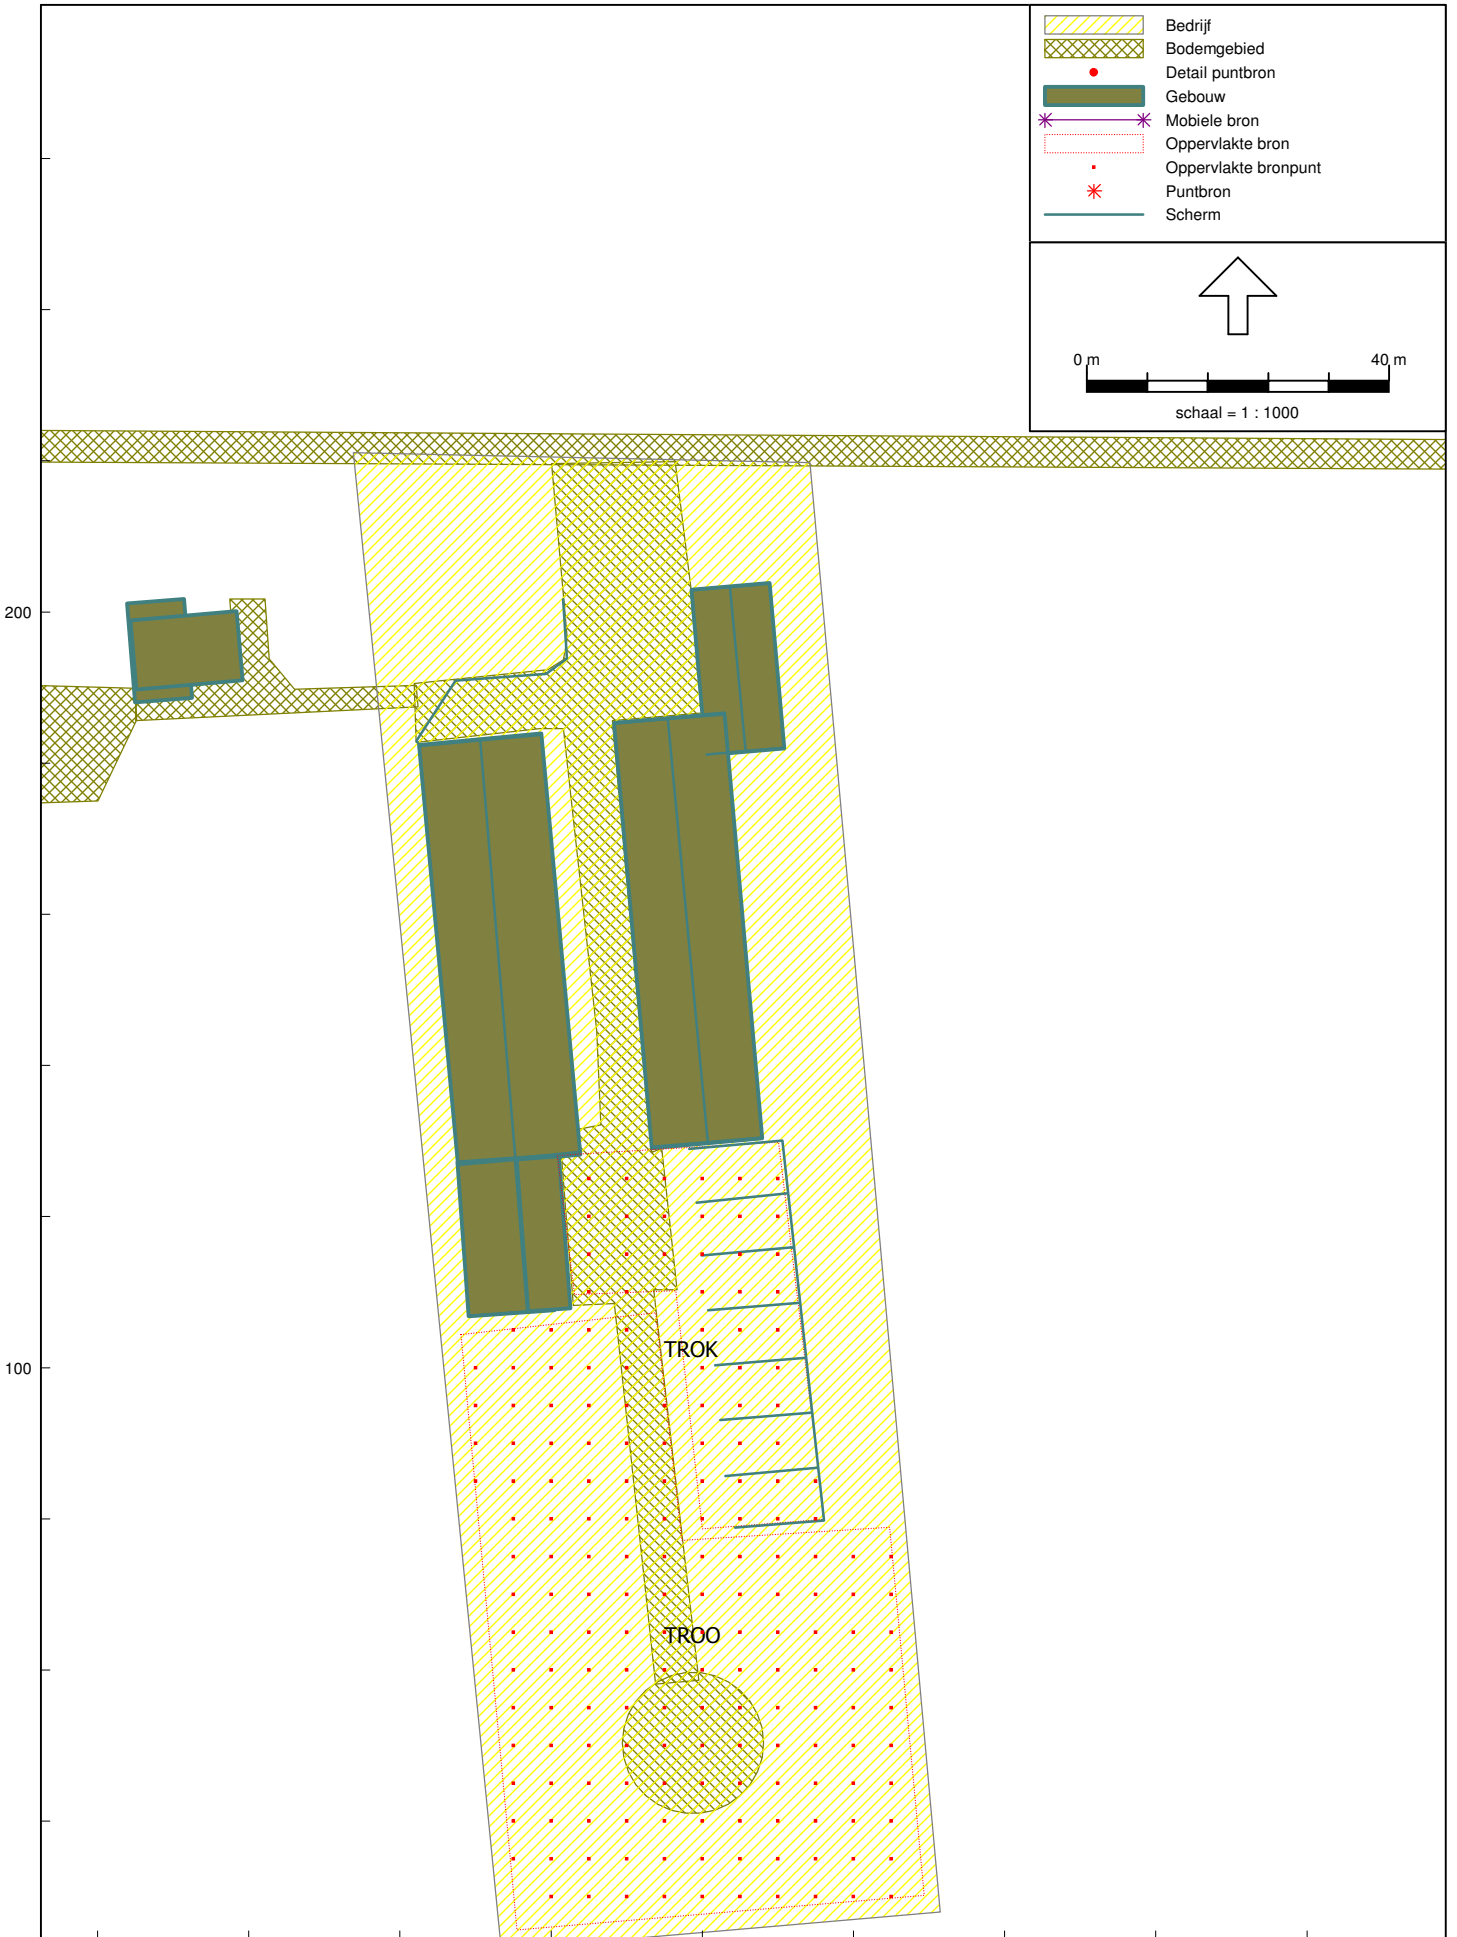 Bedrijf
Bodemgebied
Detail puntbron
Gebouw
Mobiele bron
Oppervlakte bron
Oppervlakte bronpunt
Puntbron
Scherm
0 m 40 m
schaal = 1 : 1000
200
100
TROK
TROO